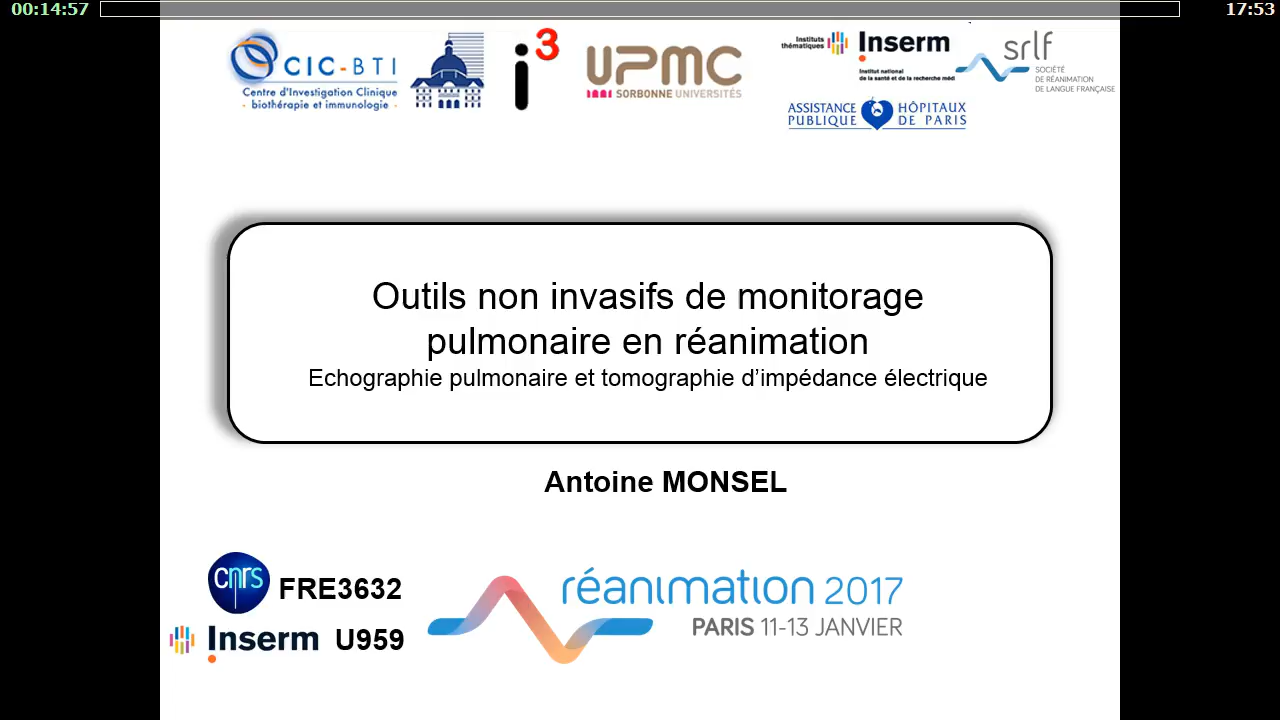 00:14:57
17:53
CIC-BTI
Centre d'Investigation Clinique
- biothérapie et immunologie -
i3
UPMC
SORBONNE UNIVERSITÉS
Instituts
thématiques
Inserm
Institut national
de la santé et de la recherche méd
srlf
SOCIÉTÉ
DE RÉANIMATION
DE LANGUE FRANÇAISE
ASSISTANCE
PUBLIQUE
HÔPITAUX
DE PARIS
Outils non invasifs de monitorage
pulmonaire en réanimation
Echographie pulmonaire et tomographie d’impédance électrique
Antoine MONSEL
cnrs
FRE3632
Inserm U959
réanimation 2017
PARIS 11-13 JANVIER